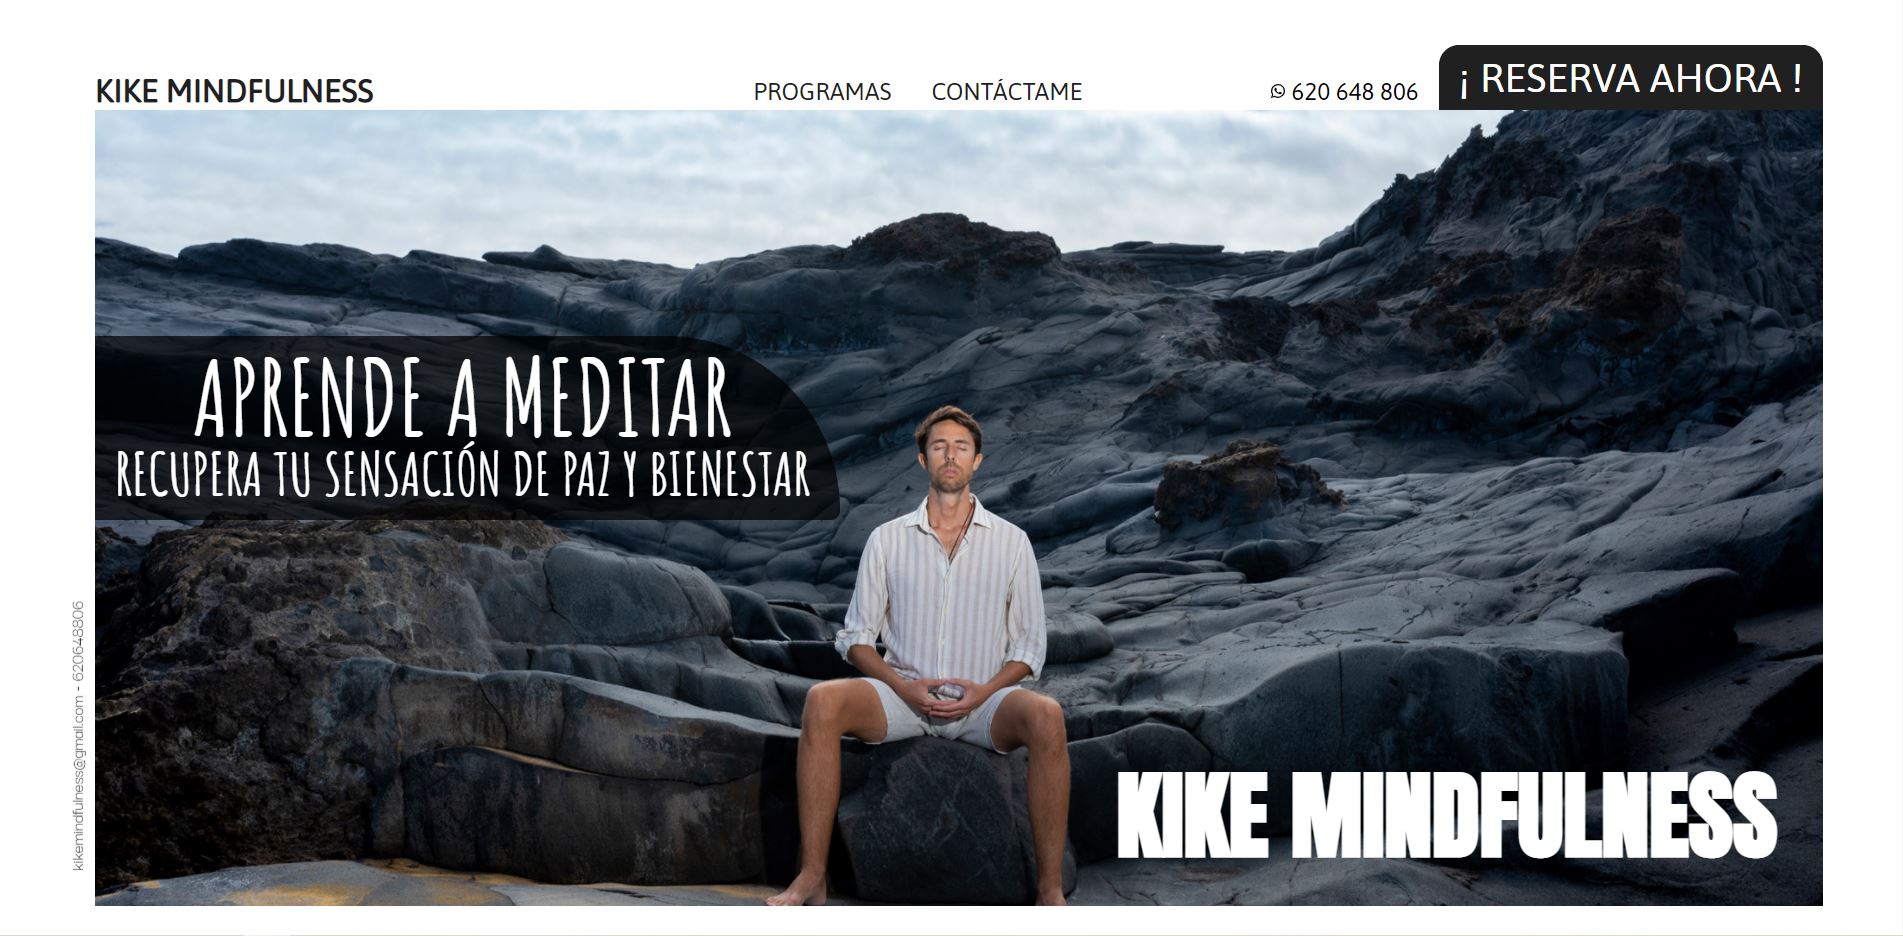 KIKE MINDFULNESS
PROGRAMAS
CONTÁCTAME
620 648 806
¡ RESERVA AHORA !
APRENDE A MEDITAR
RECUPERA TU SENSACIÓN DE PAZ Y BIENESTAR
kikemindfulness@gmail.com - 620648806
KIKE MINDFULNESS